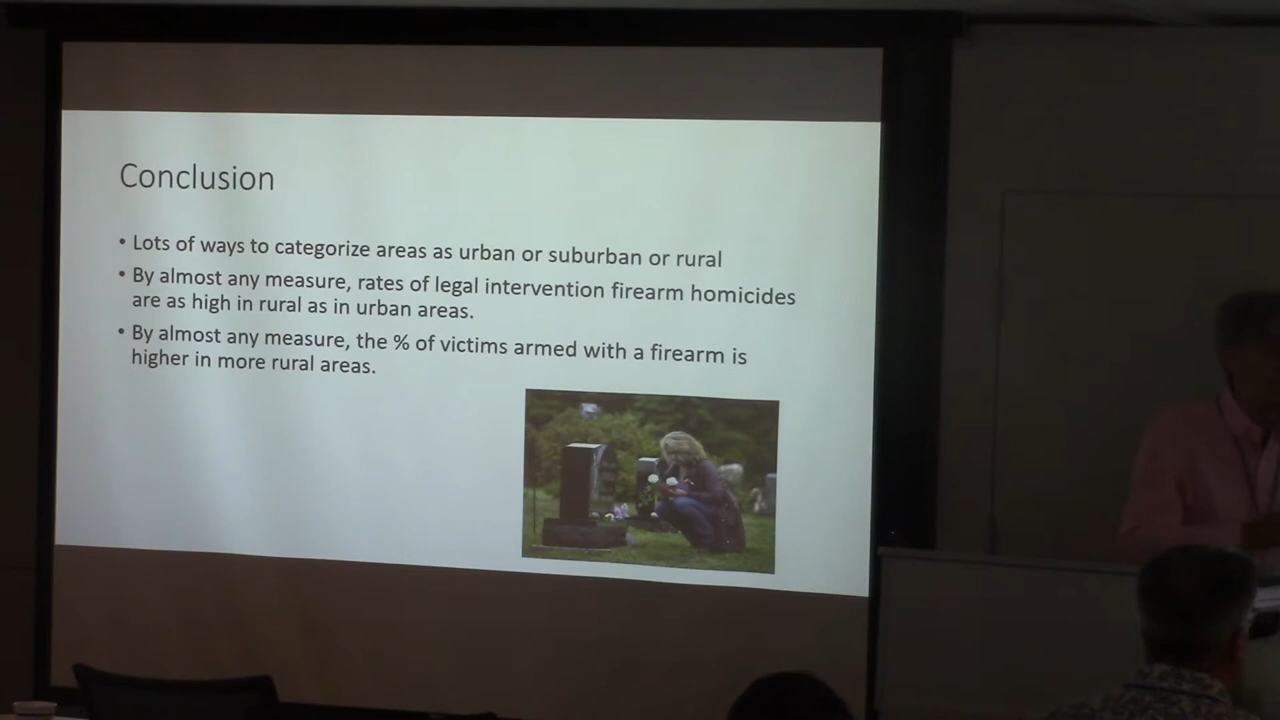 Conclusion
• Lots of ways to categorize areas as urban or suburban or rural
• By almost any measure, rates of legal intervention firearm homicides
are as high in rural as in urban areas.
• By almost any measure, the % of victims armed with a firearm is
higher in more rural areas.